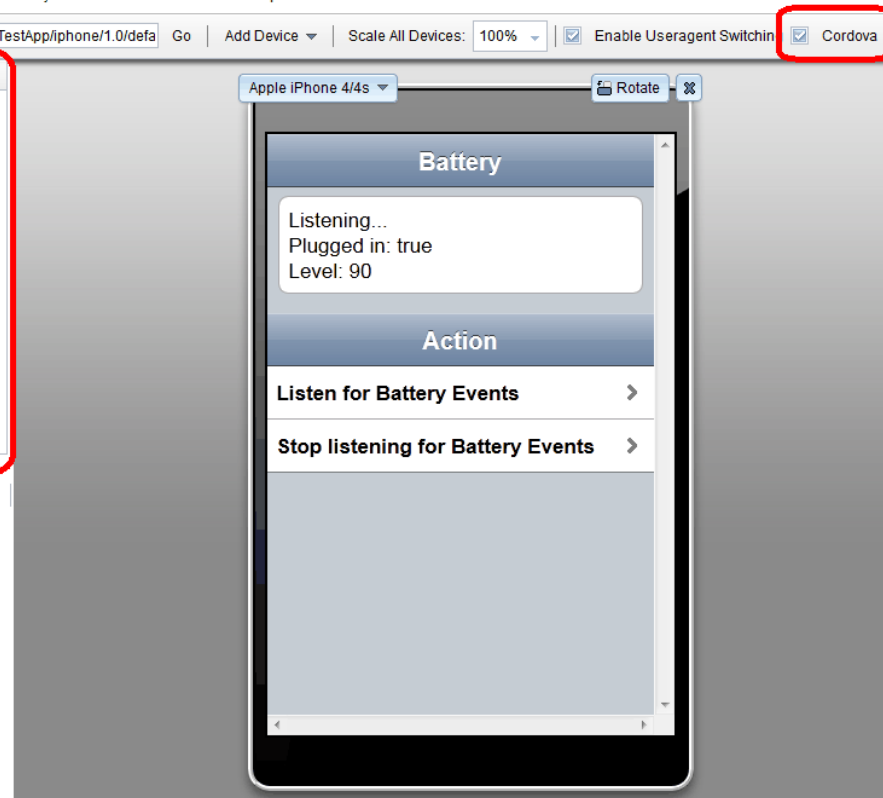 TestApp/iphone/1.0/defa Go Add Device Scale All Devices: 100% Enable Useragent Switchin Cordova
Apple iPhone 4/4s Rotate
Battery
Listening...
Plugged in: true
Level: 90
Action
Listen for Battery Events
Stop listening for Battery Events